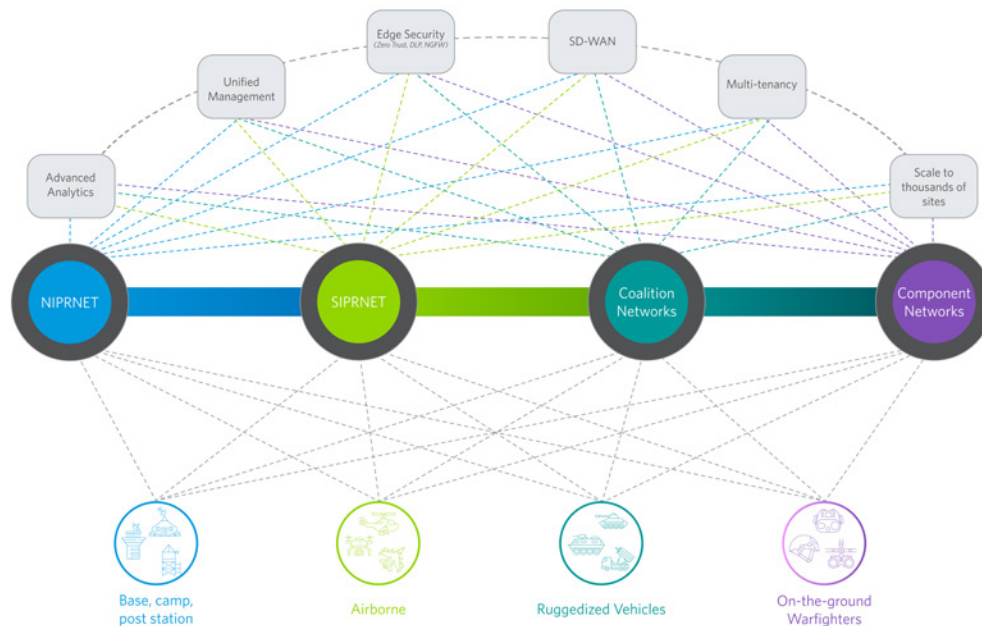 Edge Security
(Zero Trust, DLP, NGFW)
SD-WAN
Unified
Management
Multi-tenancy
Advanced
Analytics
Scale to
thousands of
sites
NIPRNET
SIPRNET
Coalition
Networks
Component
Networks
Base, camp,
post station
Airborne
Ruggedized Vehicles
On-the-ground
Warfighters